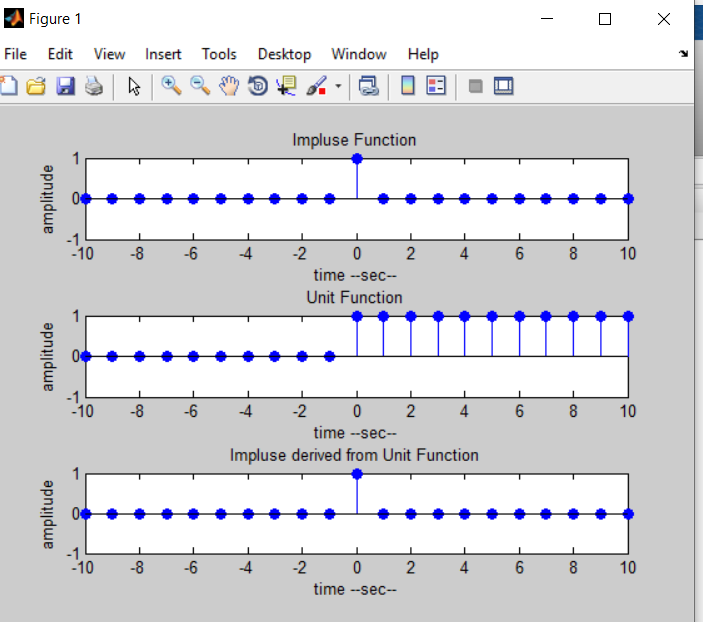 Figure 1
File Edit View Insert Tools Desktop Window Help
Impluse Function
amplitude
1
0
-1
-10 -8 -6 -4 -2 0 2 4 6 8 10
time --sec--
Unit Function
amplitude
1
0
-1
-10 -8 -6 -4 -2 0 2 4 6 8 10
time --sec--
Impluse derived from Unit Function
amplitude
1
0
-1
-10 -8 -6 -4 -2 0 2 4 6 8 10
time --sec--